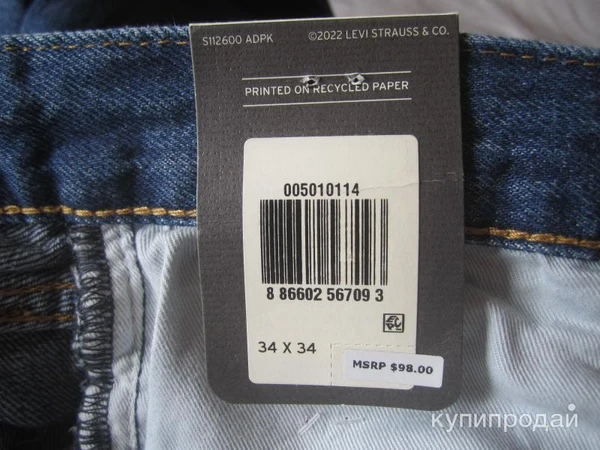 S112600 ADPK ©2022 LEVI STRAUSS & CO.
PRINTED ON RECYCLED PAPER
005010114
8 86602 56709 3
34 X 34
MSRP $98.00
купипродай